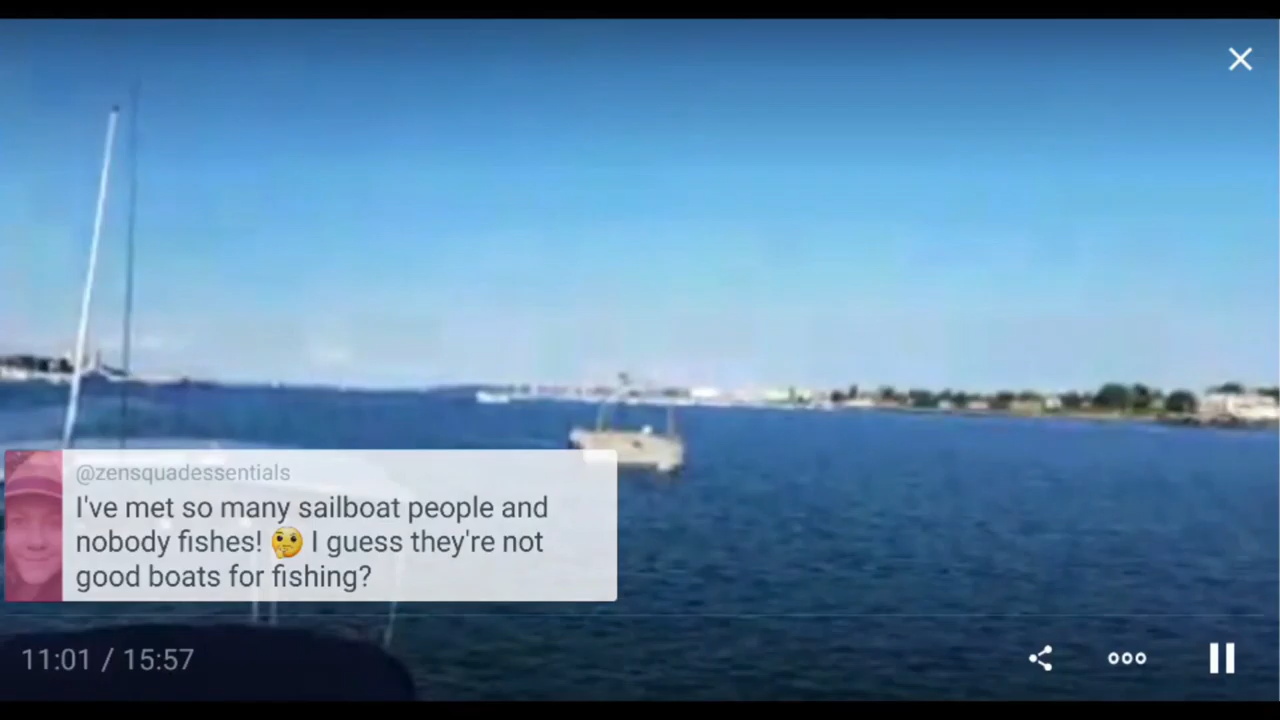 @zensquadessentials
I've met so many sailboat people and
nobody fishes! 🤔 I guess they're not
good boats for fishing?
11:01 / 15:57